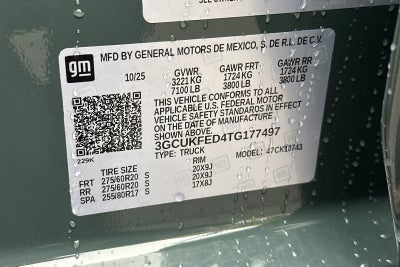 gm
MFD BY GENERAL MOTORS DE MEXICO, S. DE R.L. DE C.V.
10/25 GVWR GAWR FRT GAWR RR
3221 KG 1724 KG 1724 KG
7100 LB 3800 LB 3800 LB
THIS VEHICLE CONFORMS TO ALL
APPLICABLE U.S. FEDERAL MOTOR
VEHICLE SAFETY STANDARDS IN EFFECT
ON THE DATE OF MANUFACTURE
SHOWN ABOVE.
3GCUKFED4TG177497
TYPE: TRUCK MODEL: 47CK10743
229K
TIRE SIZE RIM
FRT 275/60R20 S 20X9J
RR 275/60R20 S 20X9J
SPA 255/80R17 S 17X8J